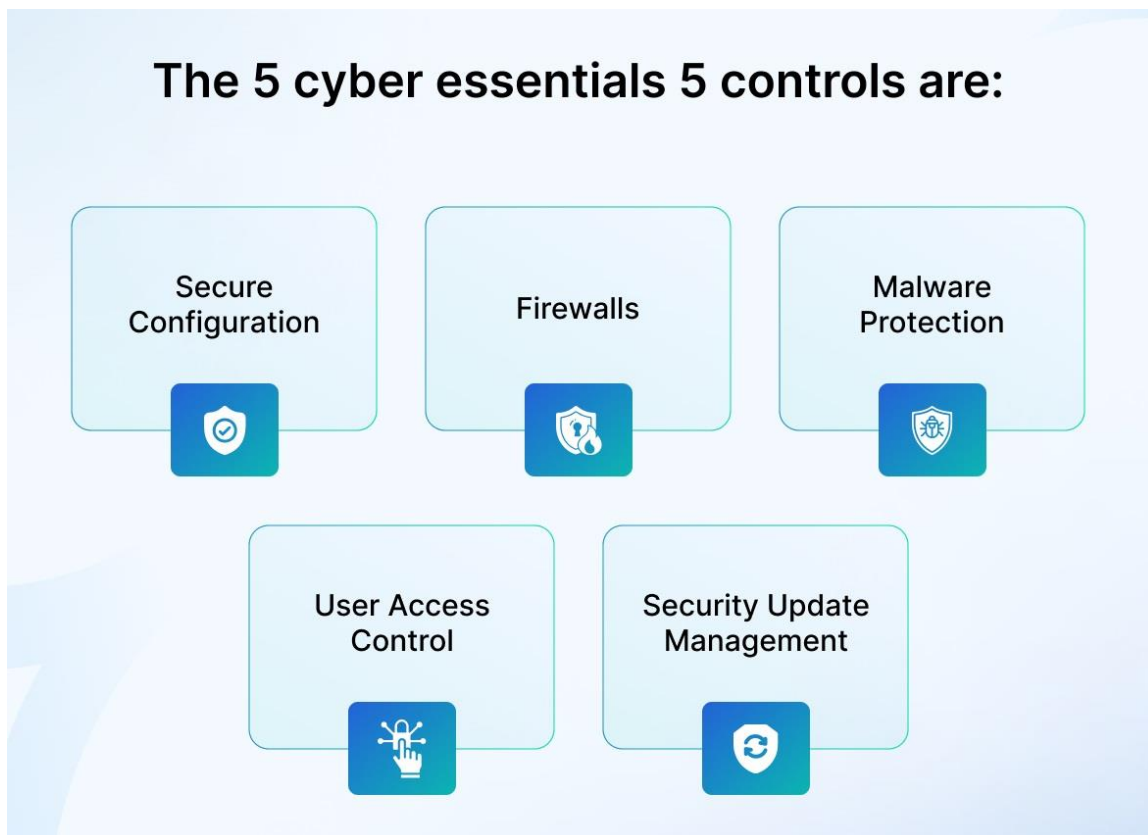 The 5 cyber essentials 5 controls are:
Secure
Configuration
Firewalls
Malware
Protection
User Access
Control
Security Update
Management